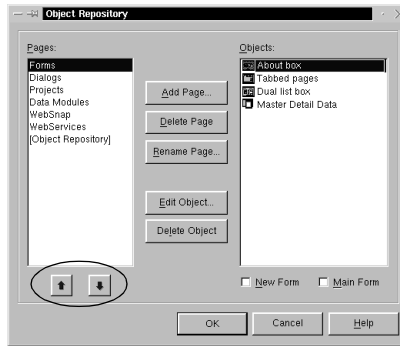 Object Repository
Pages:
Forms
Dialogs
Projects
Data Modules
WebSnap
WebServices
[Object Repository]
Add Page...
Delete Page
Rename Page...
Edit Object...
Delete Object
Objects:
About box
Tabbed pages
Dual list box
Master Detail Data
New Form
Main Form
OK
Cancel
Help